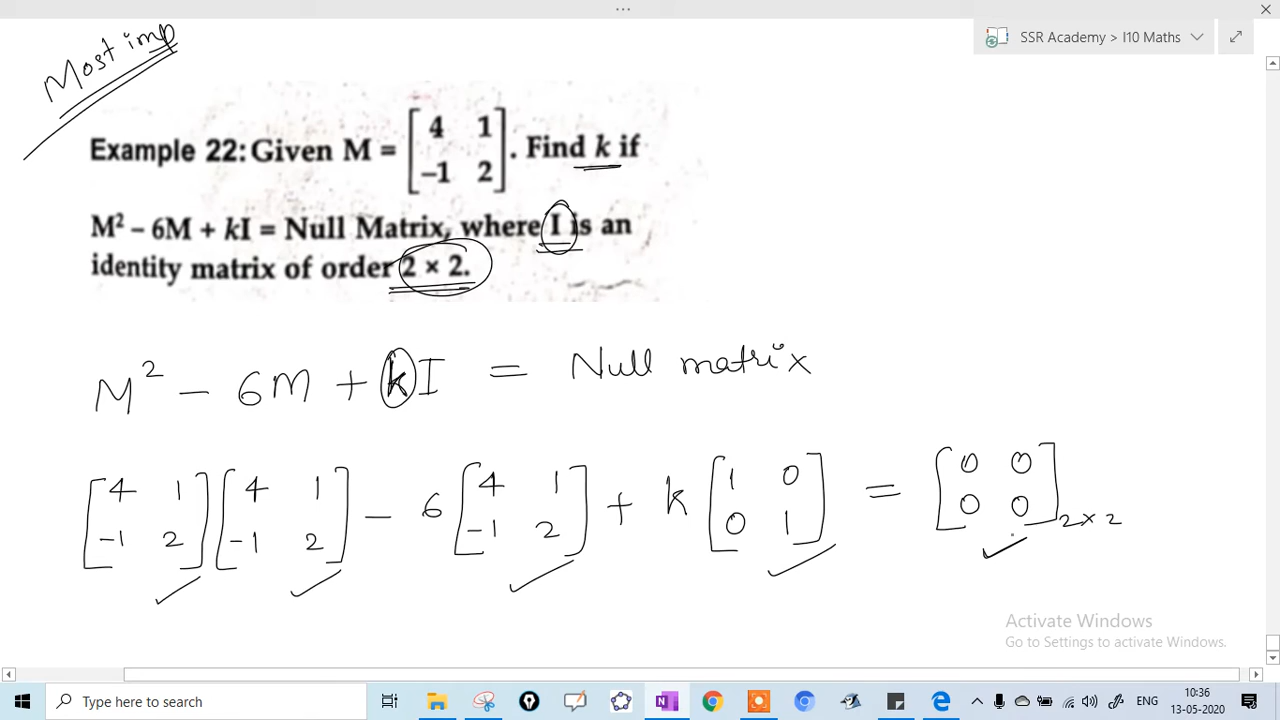 Most imp
SSR Academy > I10 Maths
Example 22: Given M = [4 1
-1 2]. Find k if
M² – 6M + kI = Null Matrix, where I is an
identity matrix of order 2 × 2.
M² - 6M + kI = Null matrix
[4 1 [4 1 - 6 [4 1 + k [1 0 = [0 0
-1 2] -1 2] -1 2] 0 1] 0 0] 2×2
Activate Windows
Go to Settings to activate Windows.
Type here to search
10:36
13-05-2020